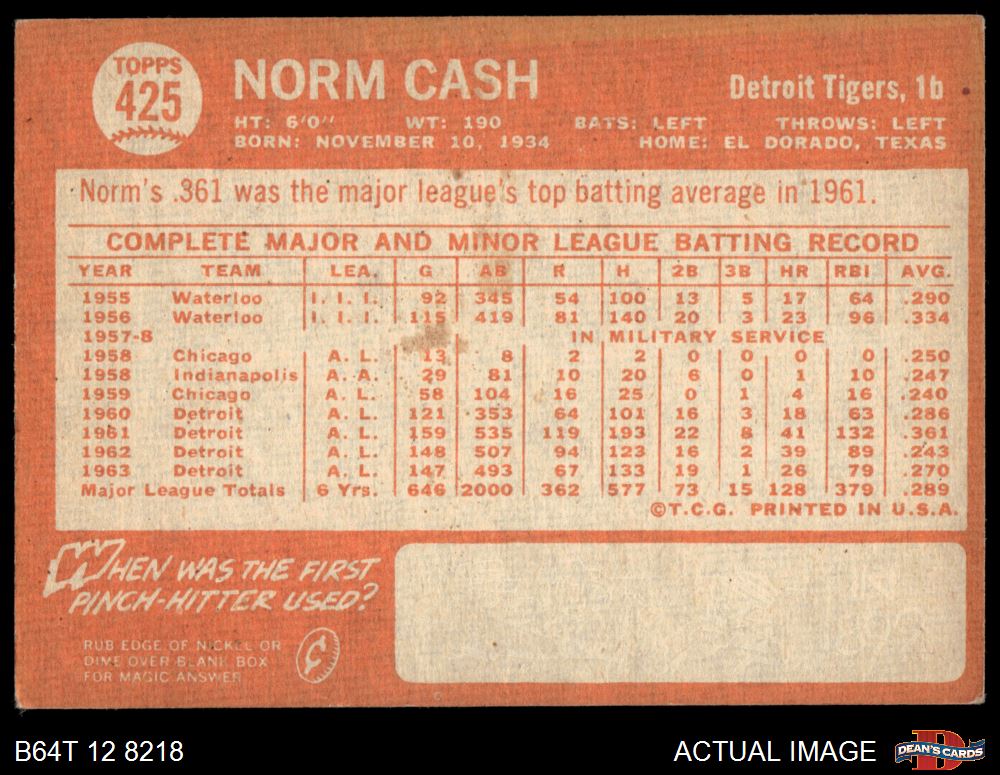 TOPPS
425
NORM CASH
Detroit Tigers, 1b
HT: 6'0" WT: 190 BATS: LEFT THROWS: LEFT
BORN: NOVEMBER 10, 1934 HOME: EL DORADO, TEXAS
Norm's .361 was the major league's top batting average in 1961.
COMPLETE MAJOR AND MINOR LEAGUE BATTING RECORD
YEAR TEAM LEA. G AB R H 2B 3B HR RBI AVG.
1955 Waterloo I. I. I. 92 345 54 100 13 5 17 64 .290
1956 Waterloo I. I. I. 115 419 81 140 20 3 23 96 .334
1957-8 IN MILITARY SERVICE
1958 Chicago A. L. 13 8 2 2 0 0 0 0 .250
1958 Indianapolis A. A. 29 81 10 20 6 0 1 10 .247
1959 Chicago A. L. 58 104 16 25 0 1 4 16 .240
1960 Detroit A. L. 121 353 64 101 16 3 18 63 .286
1961 Detroit A. L. 159 535 119 193 22 8 41 132 .361
1962 Detroit A. L. 148 507 94 123 16 2 39 89 .243
1963 Detroit A. L. 147 493 67 133 19 1 26 79 .270
Major League Totals 6 Yrs. 646 2000 362 577 73 15 128 379 .289
©T.C.G. PRINTED IN U.S.A.
WHEN WAS THE FIRST
PINCH-HITTER USED?
RUB EDGE OF NICKEL OR
DIME OVER BLANK BOX
FOR MAGIC ANSWER
¢
B64T 12 8218
ACTUAL IMAGE
DEAN'S CARDS